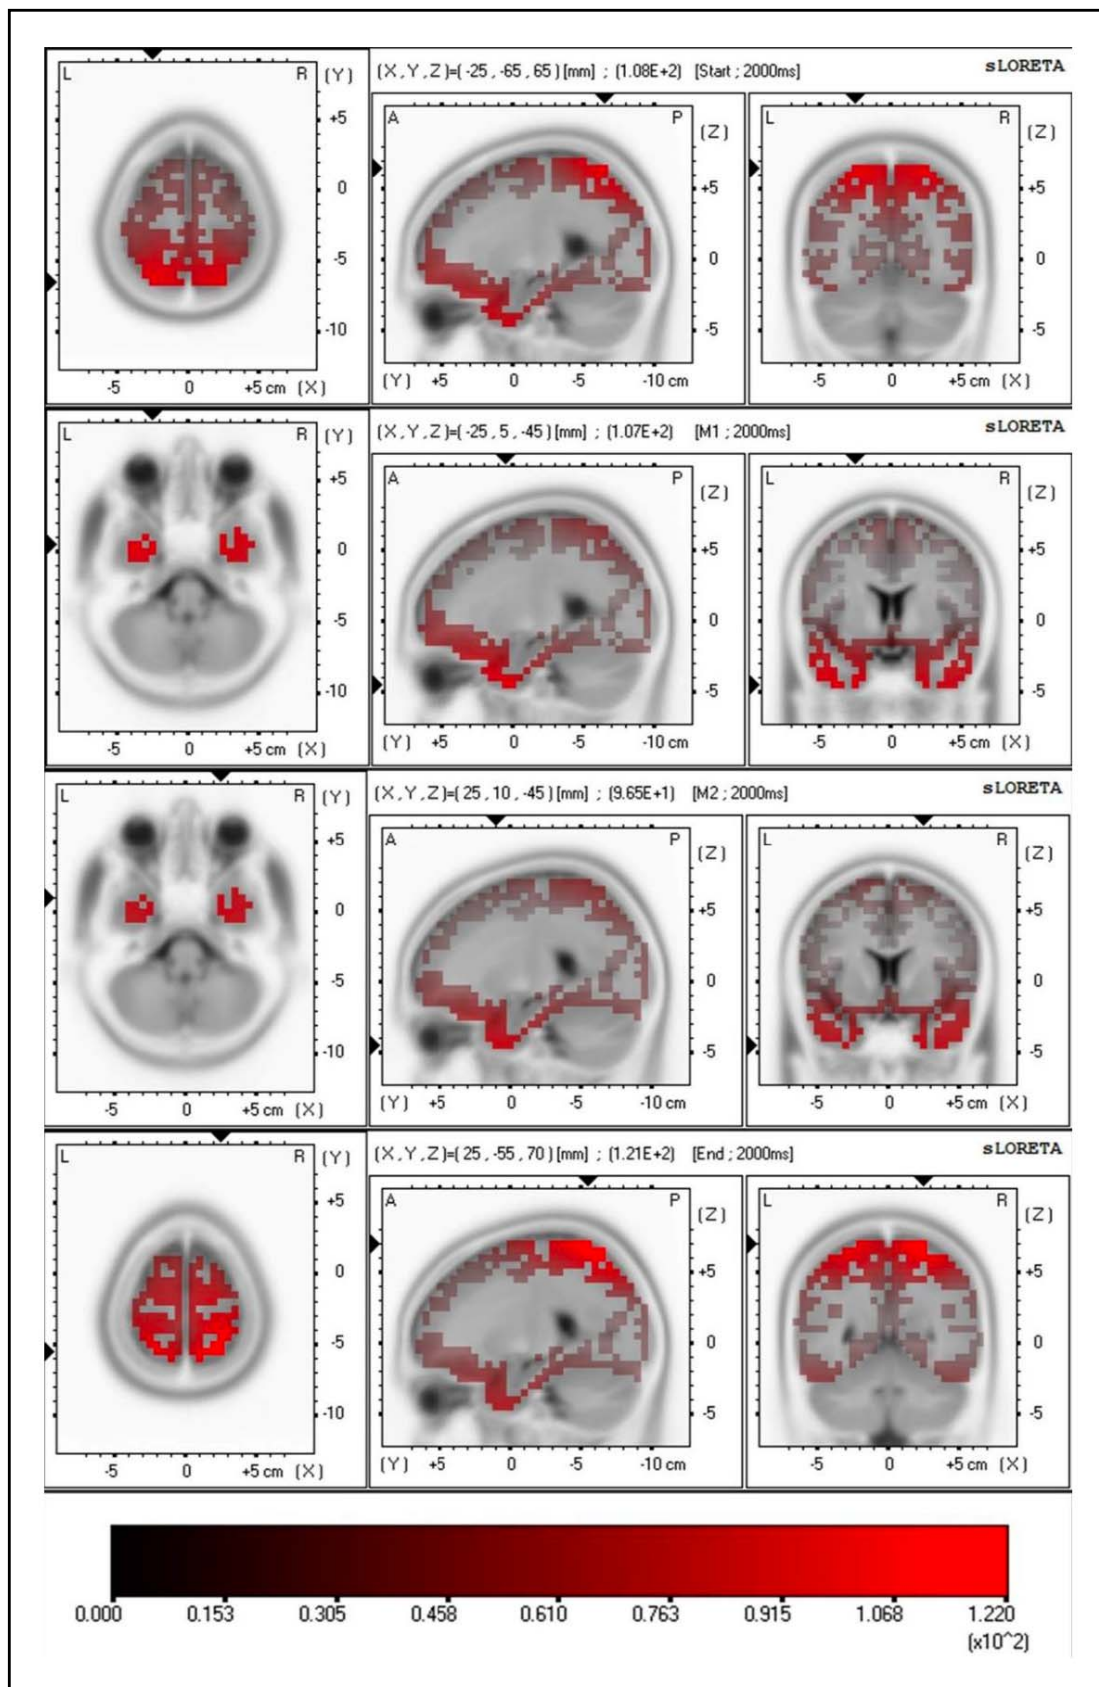 (X,Y,Z)=( -25 , -65 , 65 ) [mm] ; (1.08E+2) [Start ; 2000ms] sLORETA
L R (Y)
+5
0
-5
-10
-5 0 +5 cm (X)
A P (Z)
+5
0
-5
(Y) +5 0 -5 -10 cm
L R (Z)
+5
0
-5
-5 0 +5 cm (X)
(X,Y,Z)=( -25 , 5 , -45 ) [mm] ; (1.07E+2) [M1 ; 2000ms] sLORETA
L R (Y)
+5
0
-5
-10
-5 0 +5 cm (X)
A P (Z)
+5
0
-5
(Y) +5 0 -5 -10 cm
L R (Z)
+5
0
-5
-5 0 +5 cm (X)
(X,Y,Z)=( 25 , 10 , -45 ) [mm] ; (9.65E+1) [M2 ; 2000ms] sLORETA
L R (Y)
+5
0
-5
-10
-5 0 +5 cm (X)
A P (Z)
+5
0
-5
(Y) +5 0 -5 -10 cm
L R (Z)
+5
0
-5
-5 0 +5 cm (X)
(X,Y,Z)=( 25 , -55 , 70 ) [mm] ; (1.21E+2) [End ; 2000ms] sLORETA
L R (Y)
+5
0
-5
-10
-5 0 +5 cm (X)
A P (Z)
+5
0
-5
(Y) +5 0 -5 -10 cm
L R (Z)
+5
0
-5
-5 0 +5 cm (X)
0.000 0.153 0.305 0.458 0.610 0.763 0.915 1.068 1.220
(x10^2)